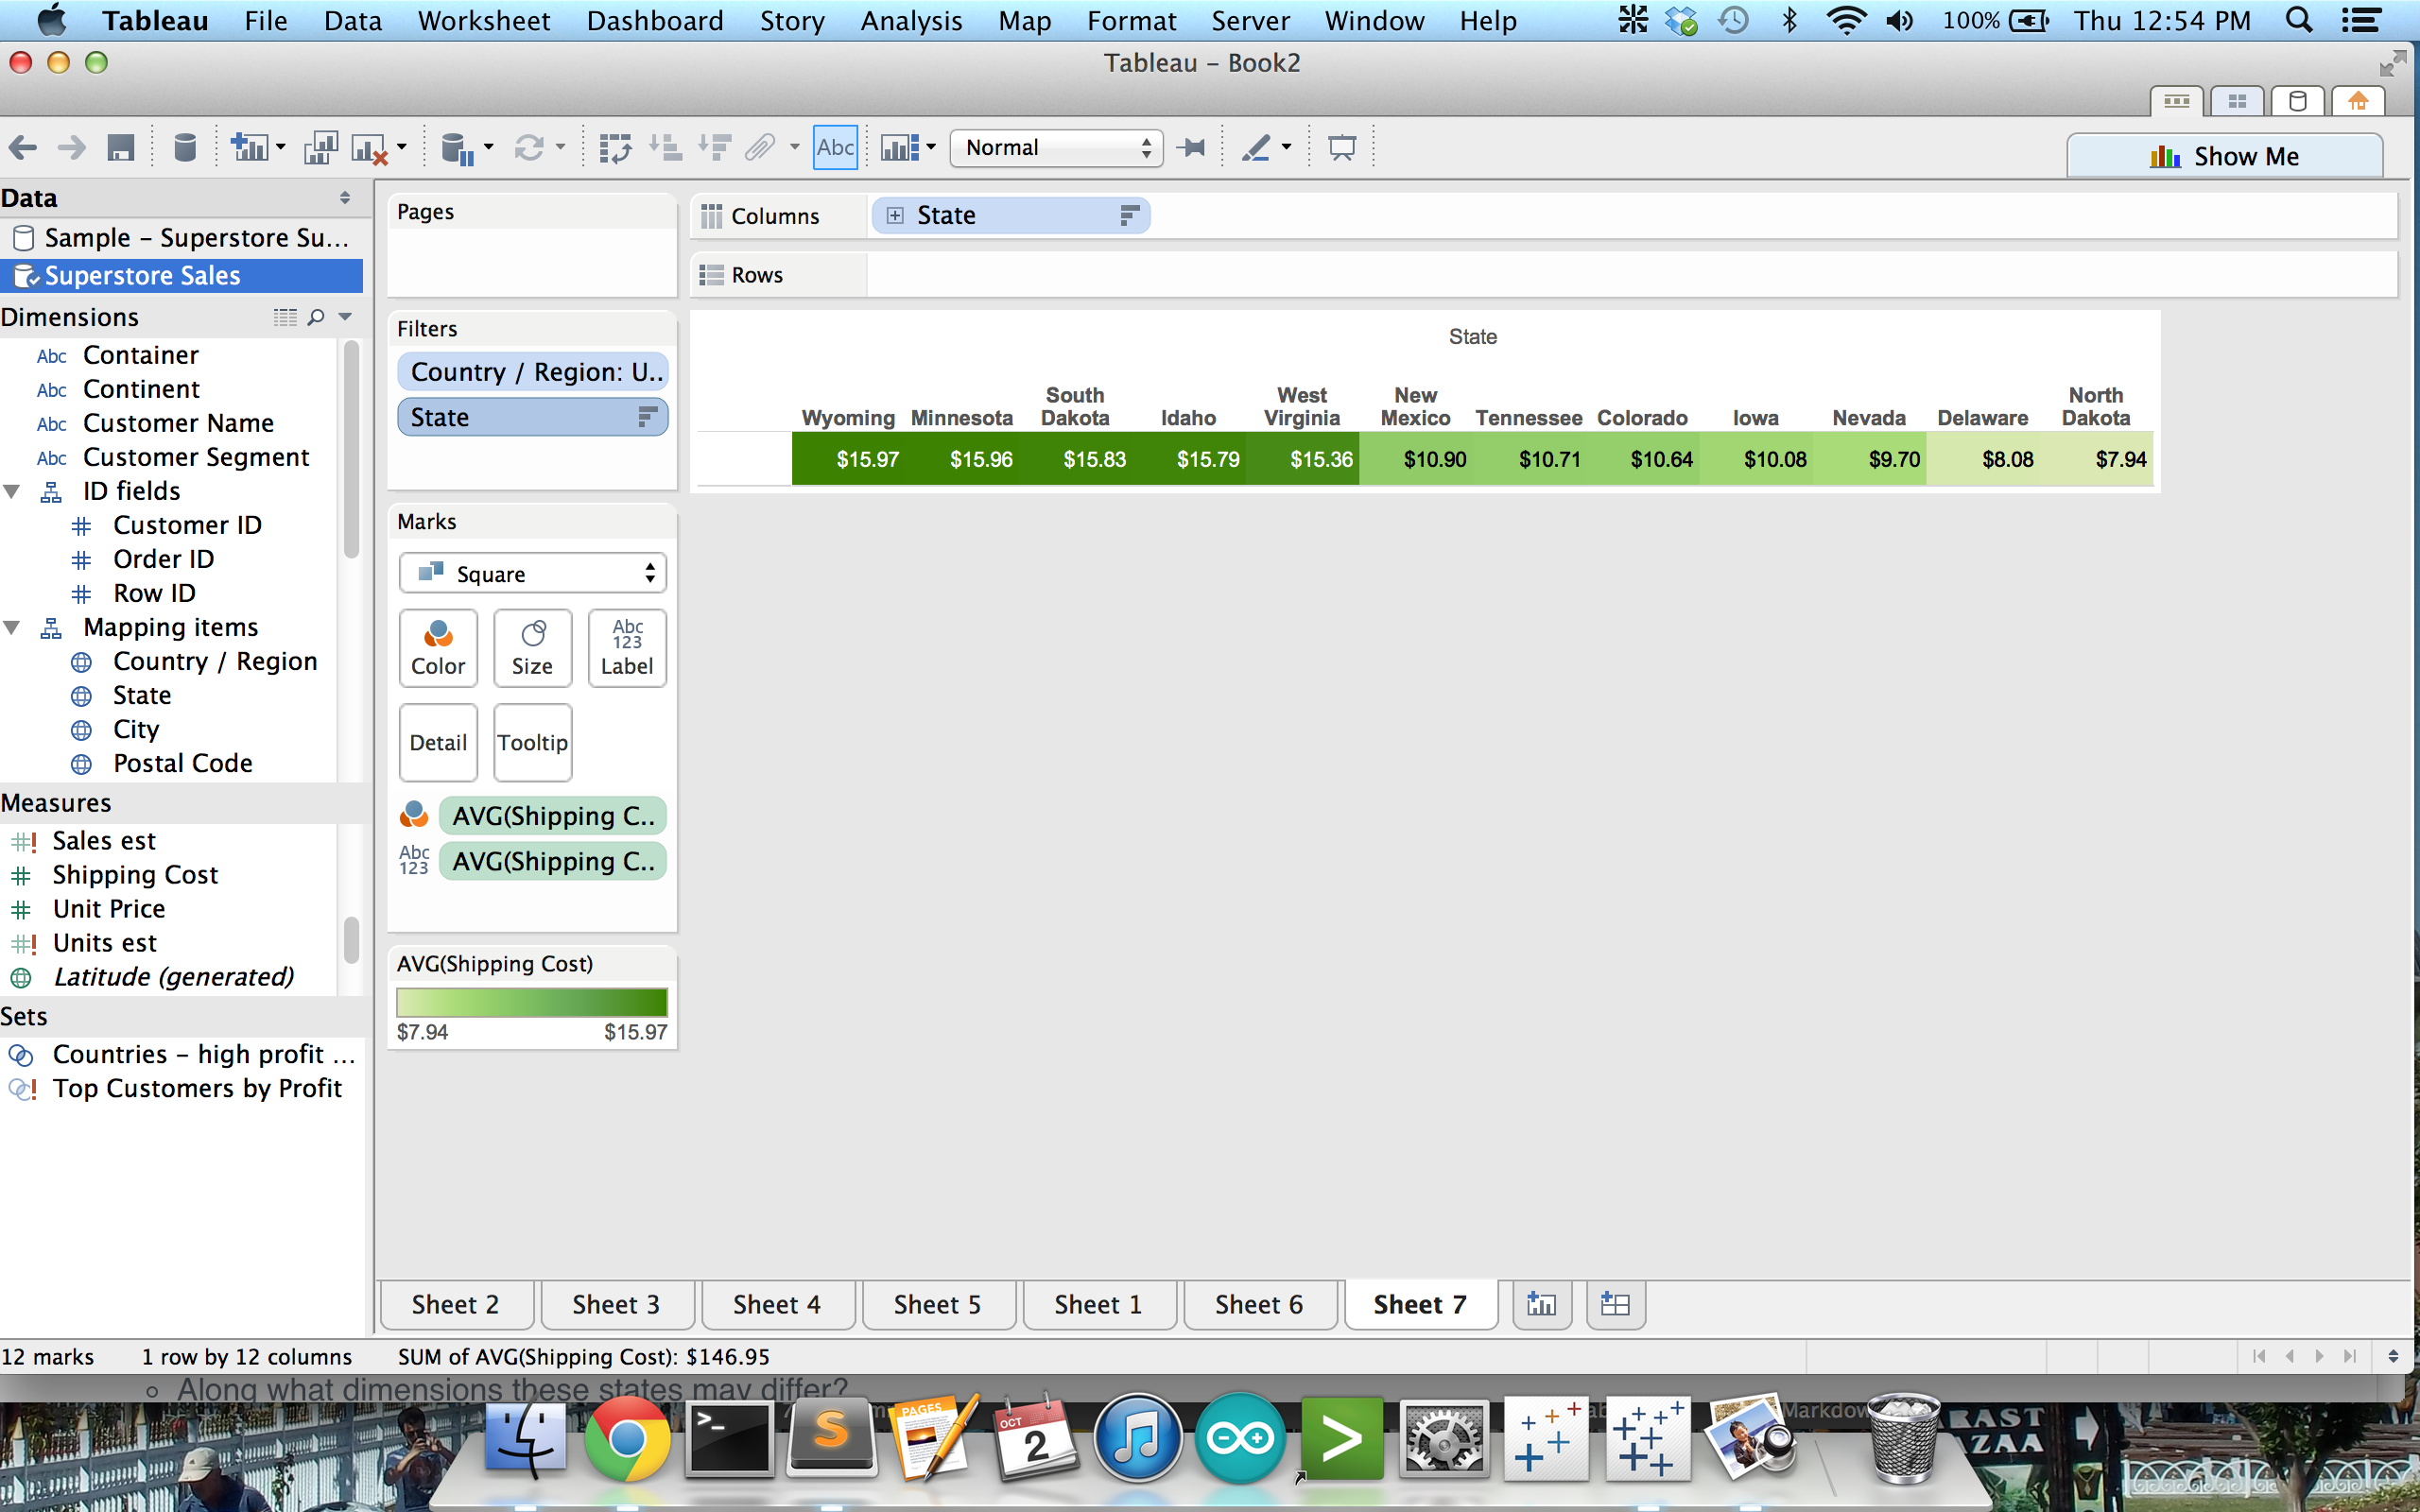 Tableau File Data Worksheet Dashboard Story Analysis Map Format Server Window Help 100% Thu 12:54 PM
Tableau - Book2
Abc Normal Show Me
Data
Sample - Superstore Su...
Superstore Sales
Dimensions
Abc Container
Abc Continent
Abc Customer Name
Abc Customer Segment
ID fields
Customer ID
Order ID
Row ID
Mapping items
Country / Region
State
City
Postal Code
Measures
Sales est
Shipping Cost
Unit Price
Units est
Latitude (generated)
Sets
Countries - high profit ...
Top Customers by Profit
Pages
Filters
Country / Region: U..
State
Marks
Square
Color Size Abc 123 Label
Detail Tooltip
AVG(Shipping C..
Abc 123 AVG(Shipping C..
AVG(Shipping Cost)
$7.94 $15.97
Columns State
Rows
State
Wyoming Minnesota South Dakota Idaho West Virginia New Mexico Tennessee Colorado Iowa Nevada Delaware North Dakota
$15.97 $15.96 $15.83 $15.79 $15.36 $10.90 $10.71 $10.64 $10.08 $9.70 $8.08 $7.94
Sheet 2 Sheet 3 Sheet 4 Sheet 5 Sheet 1 Sheet 6 Sheet 7
12 marks 1 row by 12 columns SUM of AVG(Shipping Cost): $146.95
Along what dimensions these states may differ?
PAGES
OCT
2
S